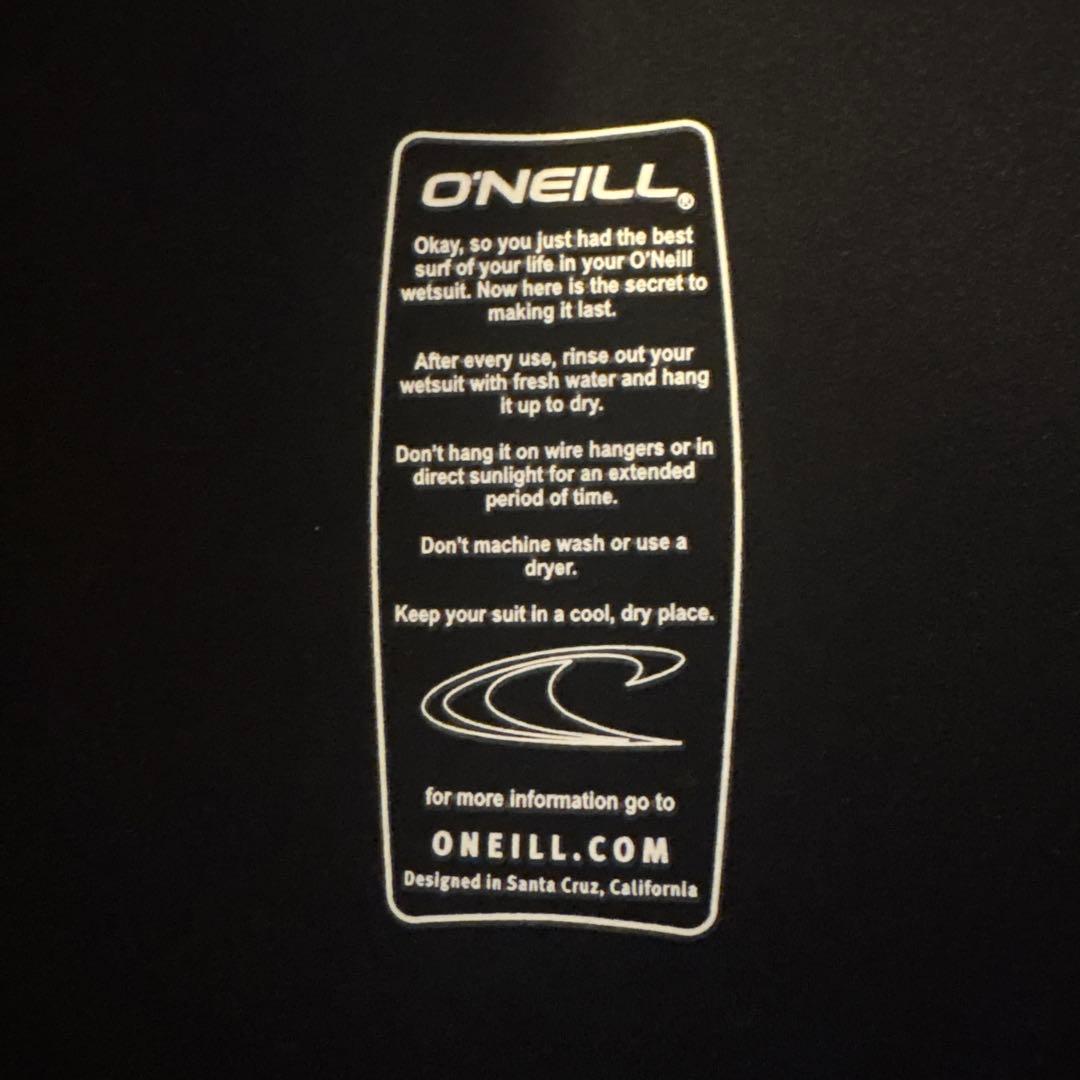 O'NEILL®
Okay, so you just had the best
surf of your life in your O'Neill
wetsuit. Now here is the secret to
making it last.
After every use, rinse out your
wetsuit with fresh water and hang
it up to dry.
Don't hang it on wire hangers or in
direct sunlight for an extended
period of time.
Don't machine wash or use a
dryer.
Keep your suit in a cool, dry place.
for more information go to
ONEILL.COM
Designed in Santa Cruz, California